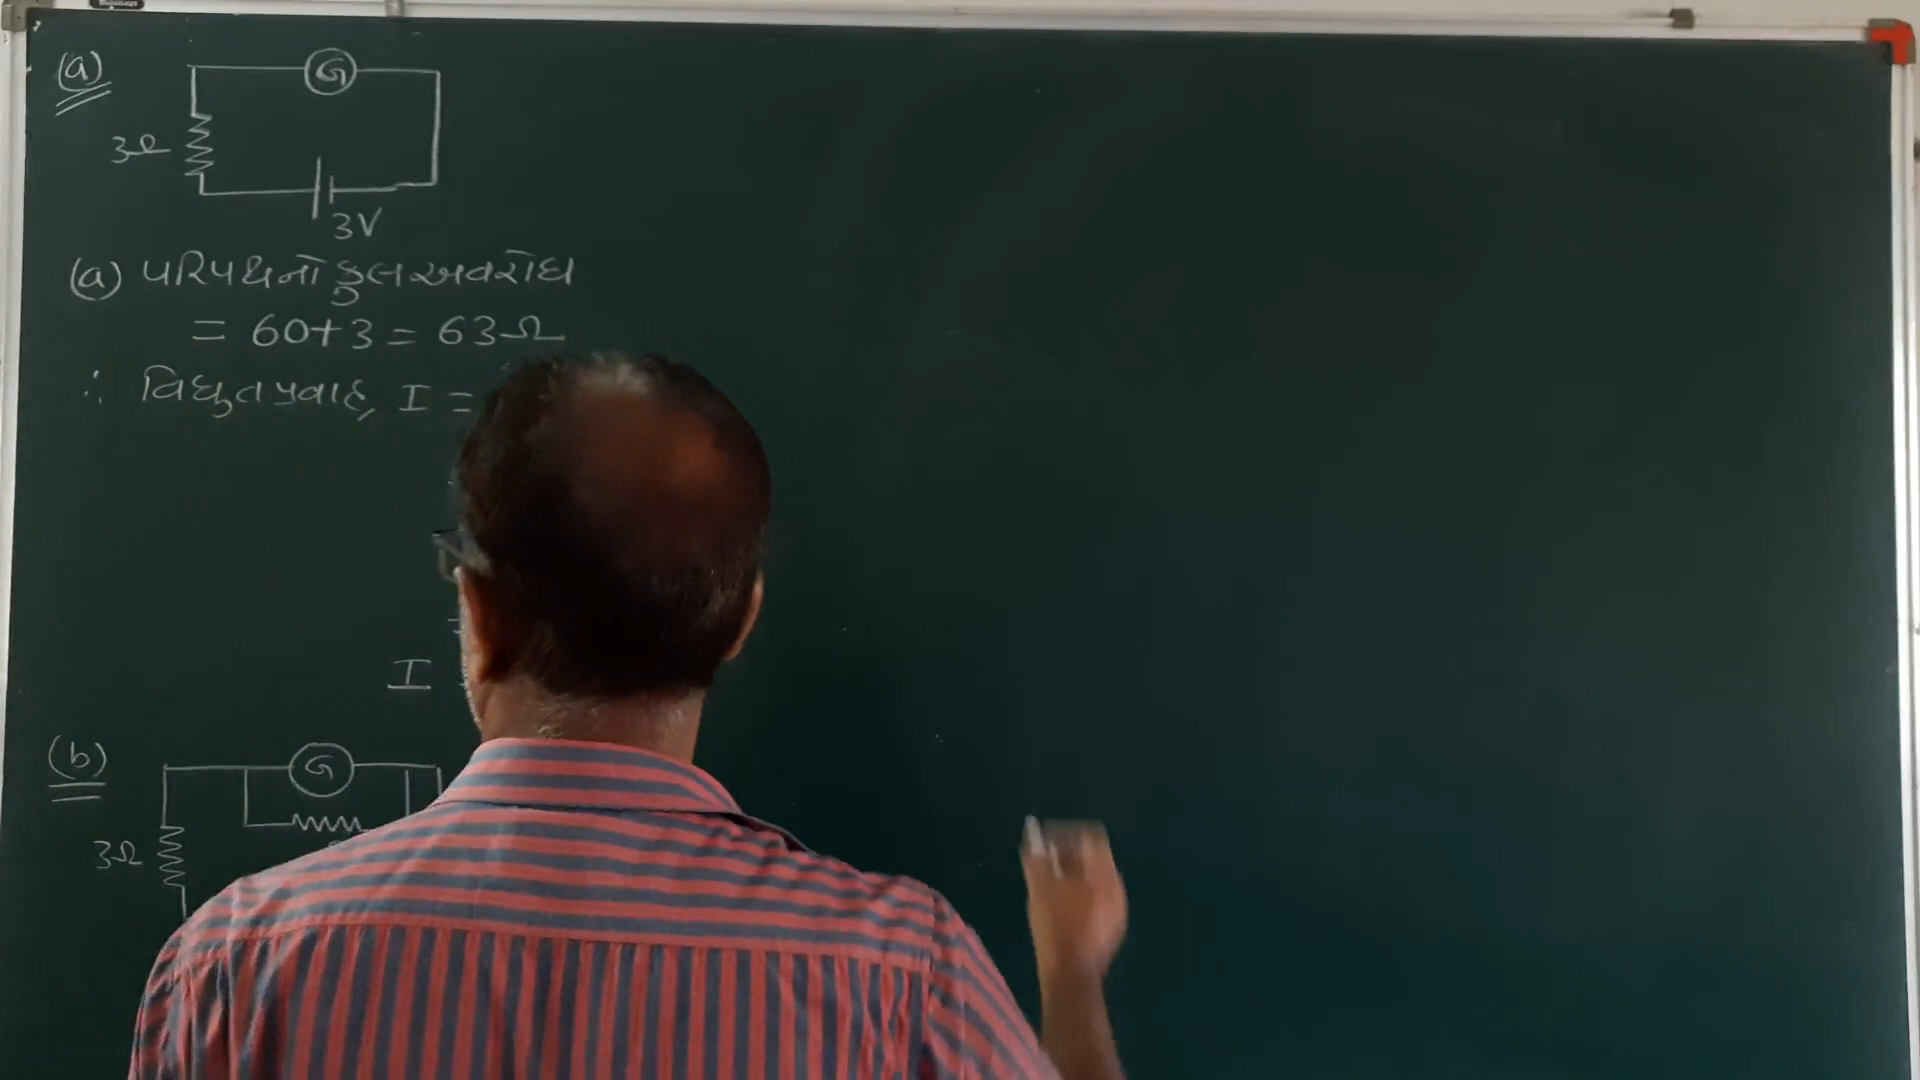 (a)
G
3Ω
3V
(a) પરિપથનો કુલ અવરોધ
= 60+3 = 63Ω
∴ વિદ્યુતપ્રવાહ, I =
I
(b)
G
3Ω